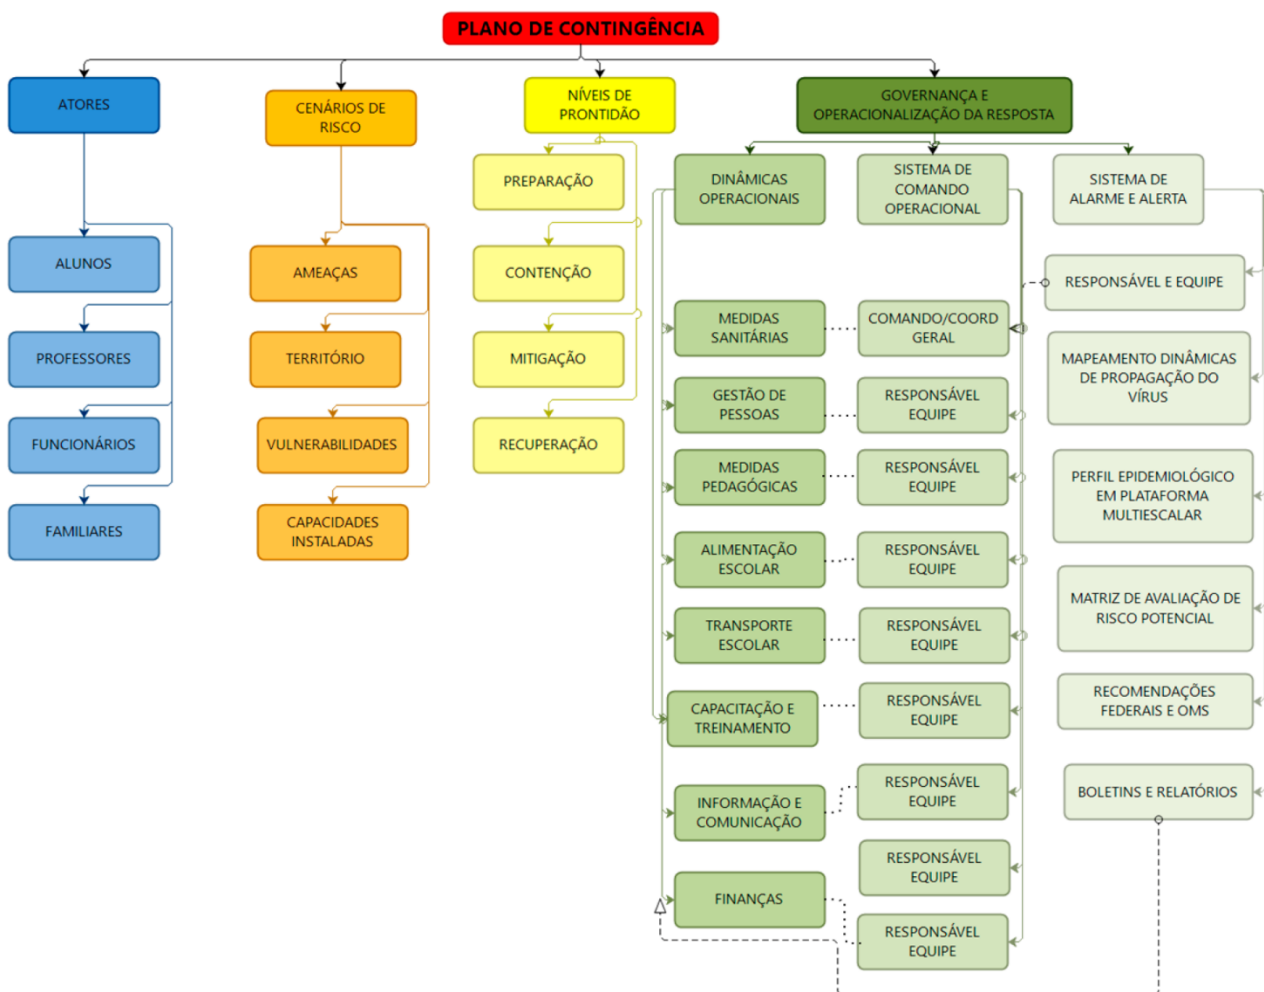 PLANO DE CONTINGÊNCIA
ATORES
CENÁRIOS DE
RISCO
NÍVEIS DE
PRONTIDÃO
GOVERNANÇA E
OPERACIONALIZAÇÃO DA RESPOSTA
ALUNOS
PROFESSORES
FUNCIONÁRIOS
FAMILIARES
AMEAÇAS
TERRITÓRIO
VULNERABILIDADES
CAPACIDADES
INSTALADAS
PREPARAÇÃO
CONTENÇÃO
MITIGAÇÃO
RECUPERAÇÃO
DINÂMICAS
OPERACIONAIS
MEDIDAS
SANITÁRIAS
GESTÃO DE
PESSOAS
MEDIDAS
PEDAGÓGICAS
ALIMENTAÇÃO
ESCOLAR
TRANSPORTE
ESCOLAR
CAPACITAÇÃO E
TREINAMENTO
INFORMAÇÃO E
COMUNICAÇÃO
FINANÇAS
SISTEMA DE
COMANDO
OPERACIONAL
COMANDO/COORD
GERAL
RESPONSÁVEL
EQUIPE
RESPONSÁVEL
EQUIPE
RESPONSÁVEL
EQUIPE
RESPONSÁVEL
EQUIPE
RESPONSÁVEL
EQUIPE
RESPONSÁVEL
EQUIPE
RESPONSÁVEL
EQUIPE
RESPONSÁVEL
EQUIPE
SISTEMA DE
ALARME E ALERTA
RESPONSÁVEL E EQUIPE
MAPEAMENTO DINÂMICAS
DE PROPAGAÇÃO DO
VÍRUS
PERFIL EPIDEMIOLÓGICO
EM PLATAFORMA
MULTIESCALAR
MATRIZ DE AVALIAÇÃO DE
RISCO POTENCIAL
RECOMENDAÇÕES
FEDERAIS E OMS
BOLETINS E RELATÓRIOS